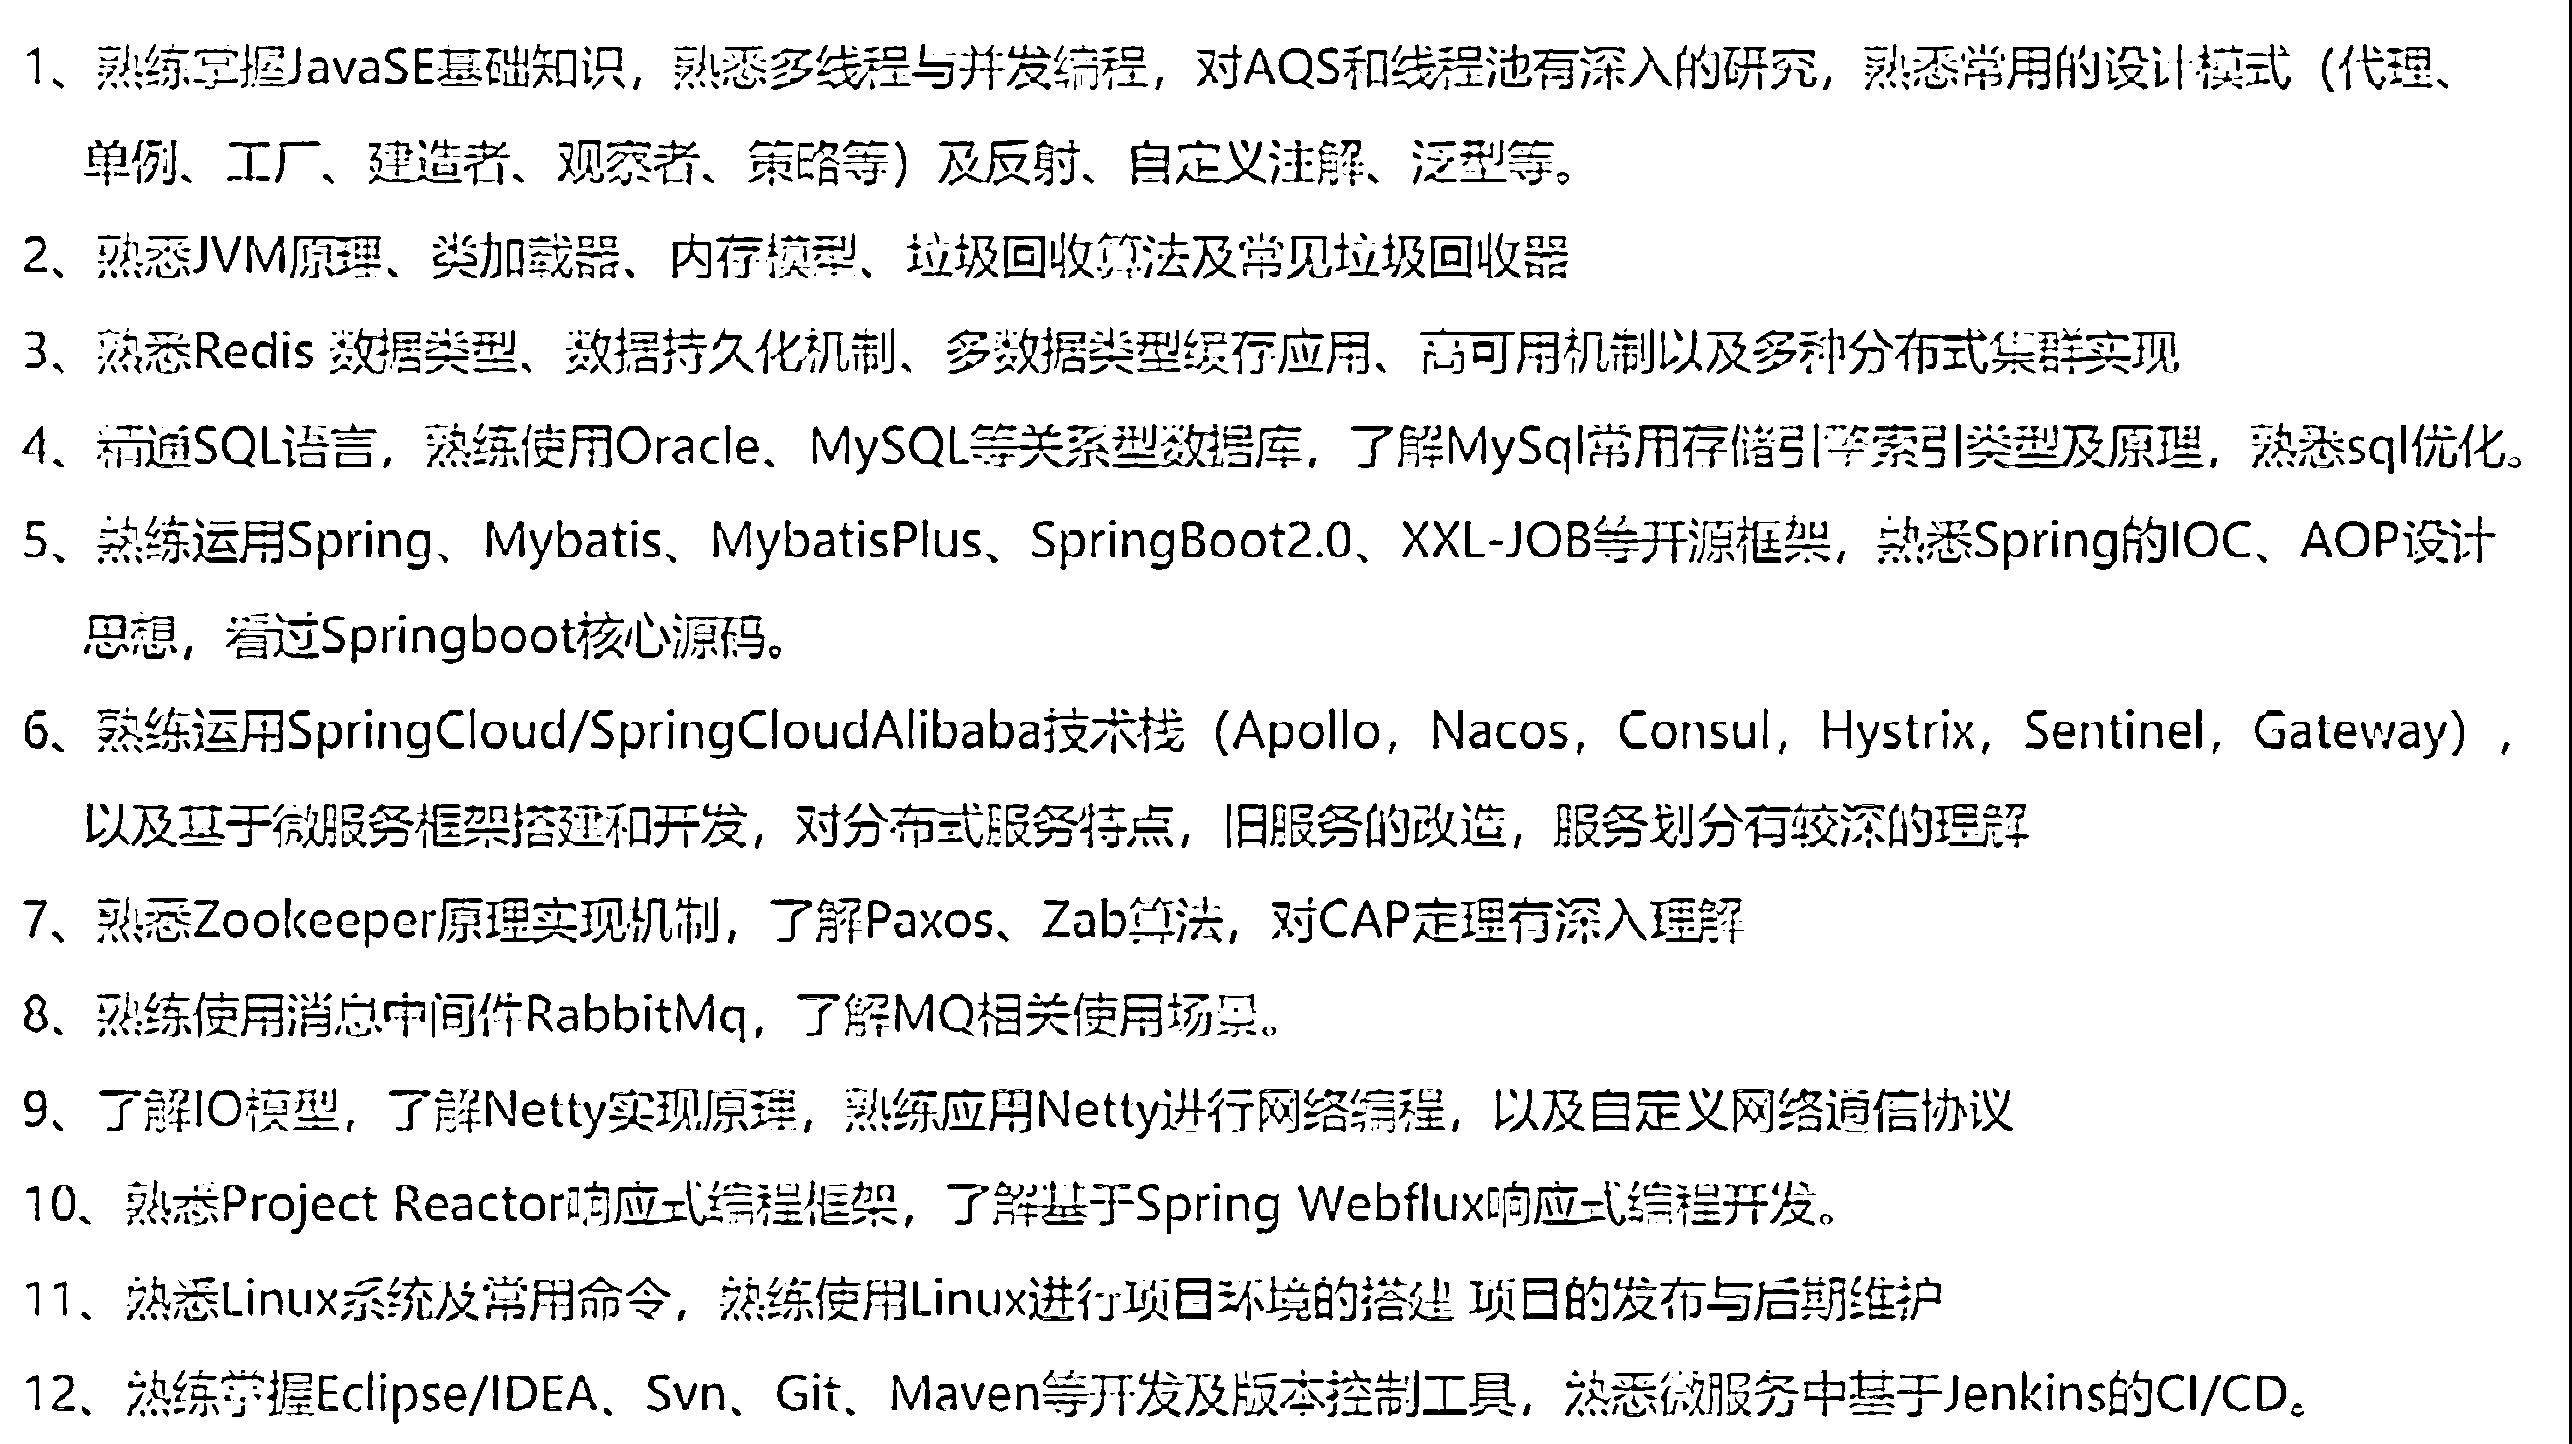 1、熟练掌握JavaSE基础知识，熟悉多线程与并发编程，对AQS和线程池有深入的研究，熟悉常用的设计模式（代理、
单例、工厂、建造者、观察者、策略等）及反射、自定义注解、泛型等。
2、熟悉JVM原理、类加载器、内存模型、垃圾回收算法及常见垃圾回收器
3、熟悉Redis 数据类型、数据持久化机制、多数据类型缓存应用、高可用机制以及多种分布式集群实现
4、精通SQL语言，熟练使用Oracle、MySQL等关系型数据库，了解MySql常用存储引擎索引类型及原理，熟悉sql优化。
5、熟练运用Spring、Mybatis、MybatisPlus、SpringBoot2.0、XXL-JOB等开源框架，熟悉Spring的IOC、AOP设计
思想，看过Springboot核心源码。
6、熟练运用SpringCloud/SpringCloudAlibaba技术栈（Apollo，Nacos，Consul，Hystrix，Sentinel，Gateway），
以及基于微服务框架搭建和开发，对分布式服务特点，旧服务的改造，服务划分有较深的理解
7、熟悉Zookeeper原理实现机制，了解Paxos、Zab算法，对CAP定理有深入理解
8、熟练使用消息中间件RabbitMq，了解MQ相关使用场景。
9、了解IO模型，了解Netty实现原理，熟练应用Netty进行网络编程，以及自定义网络通信协议
10、熟悉Project Reactor响应式编程框架，了解基于Spring Webflux响应式编程开发。
11、熟悉Linux系统及常用命令，熟练使用Linux进行项目环境的搭建 项目的发布与后期维护
12、熟练掌握Eclipse/IDEA、Svn、Git、Maven等开发及版本控制工具，熟悉微服务中基于Jenkins的CI/CD。